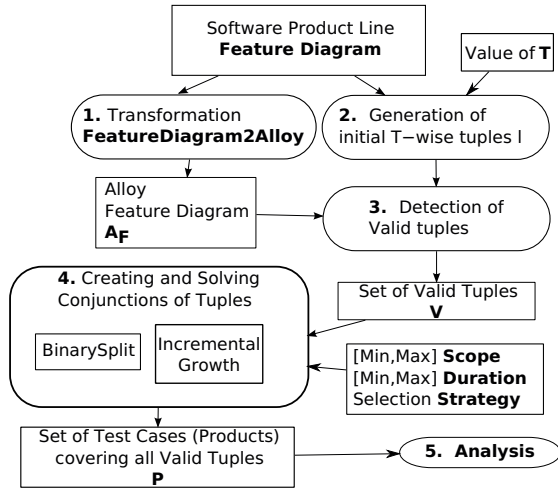 Software Product Line
Feature Diagram
Value of T
1. Transformation
FeatureDiagram2Alloy
2. Generation of
initial T−wise tuples I
Alloy
Feature Diagram
AF
3. Detection of
Valid tuples
4. Creating and Solving
Conjunctions of Tuples
BinarySplit
Incremental
Growth
Set of Valid Tuples
V
[Min,Max] Scope
[Min,Max] Duration
Selection Strategy
Set of Test Cases (Products)
covering all Valid Tuples
P
5. Analysis